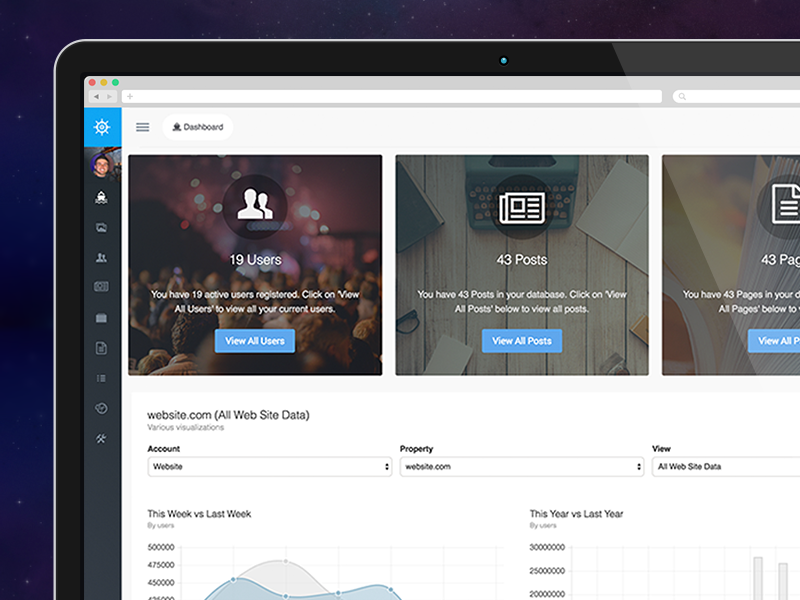 Dashboard
19 Users
You have 19 active users registered. Click on 'View
All Users' to view all your current users.
View All Users
43 Posts
You have 43 Posts in your database. Click on 'View
All Posts' below to view all posts.
View All Posts
43 Pag
You have 43 Pages in your d
All Pages' below to
View All P
website.com (All Web Site Data)
Various visualizations
Account
Property
View
Website
website.com
All Web Site Data
This Week vs Last Week
By users
500000
475000
450000
425000
This Year vs Last Year
By users
30000000
25000000
20000000